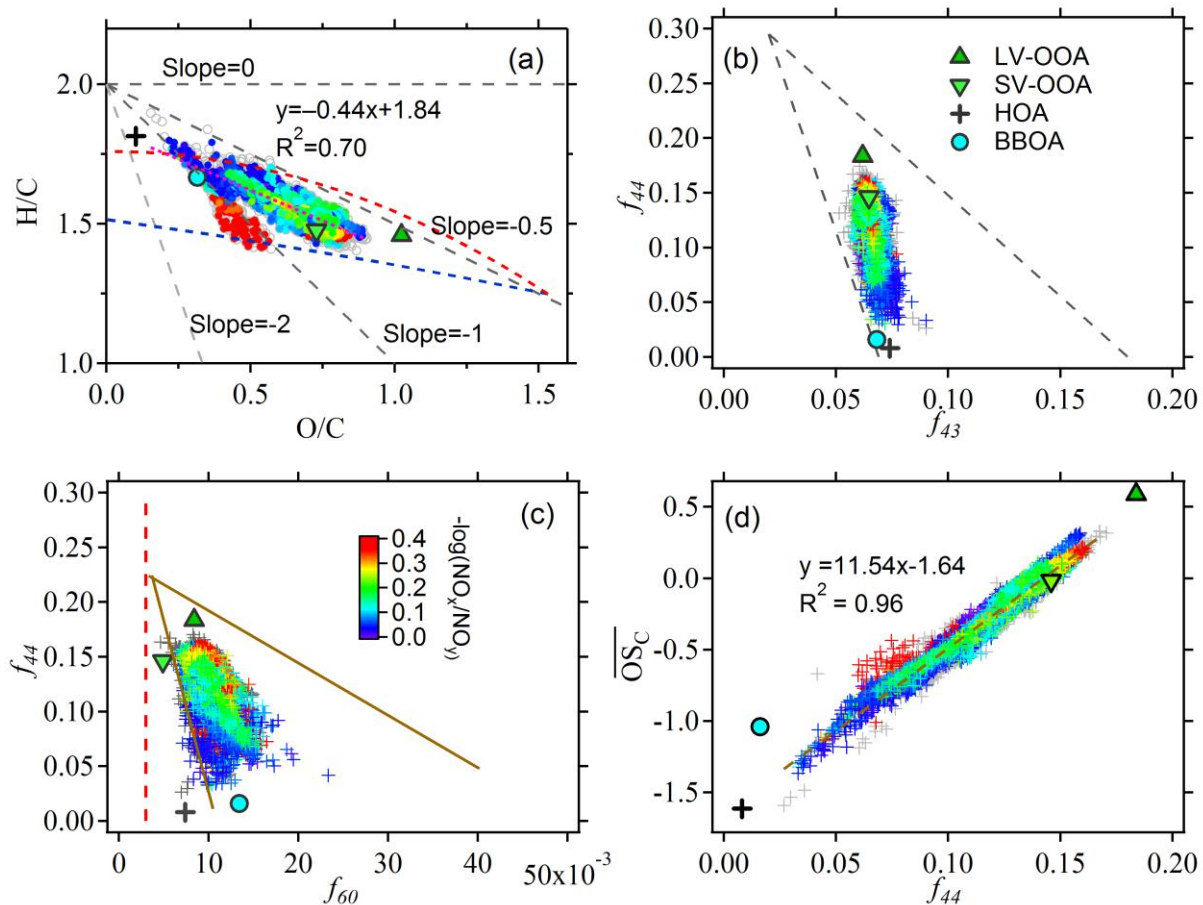 (a)
Slope=0
y=−0.44x+1.84
R²=0.70
Slope=-0.5
Slope=-1
Slope=-2
2.0
1.5
1.0
H/C
0.0 0.5 1.0 1.5
O/C
(b)
LV-OOA
SV-OOA
HOA
BBOA
0.30
0.25
0.20
0.15
0.10
0.05
0.00
f44
0.00 0.05 0.10 0.15 0.20
f43
(c)
0.4
0.3
0.2
0.1
0.0
-log(NOx/NOy)
0.30
0.25
0.20
0.15
0.10
0.05
0.00
f44
0 10 20 30 40 50x10⁻³
f60
(d)
y =11.54x-1.64
R² = 0.96
0.5
0.0
-0.5
-1.0
-1.5
OSC
0.00 0.05 0.10 0.15 0.20
f44